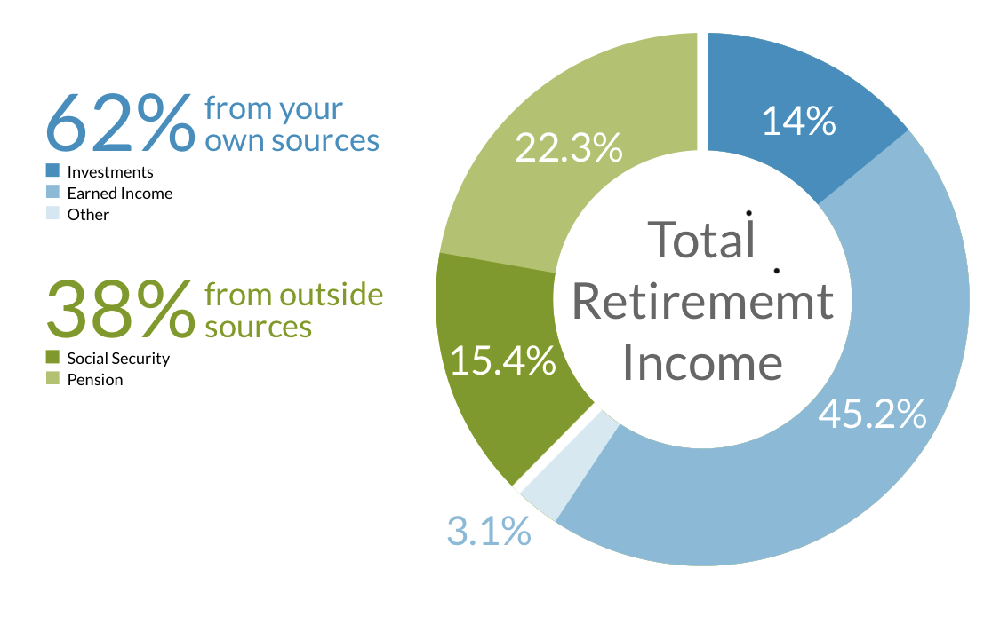 62% from your
own sources
Investments
Earned Income
Other
38% from outside
sources
Social Security
Pension
22.3%
14%
Total
Retirememt
Income
15.4%
45.2%
3.1%